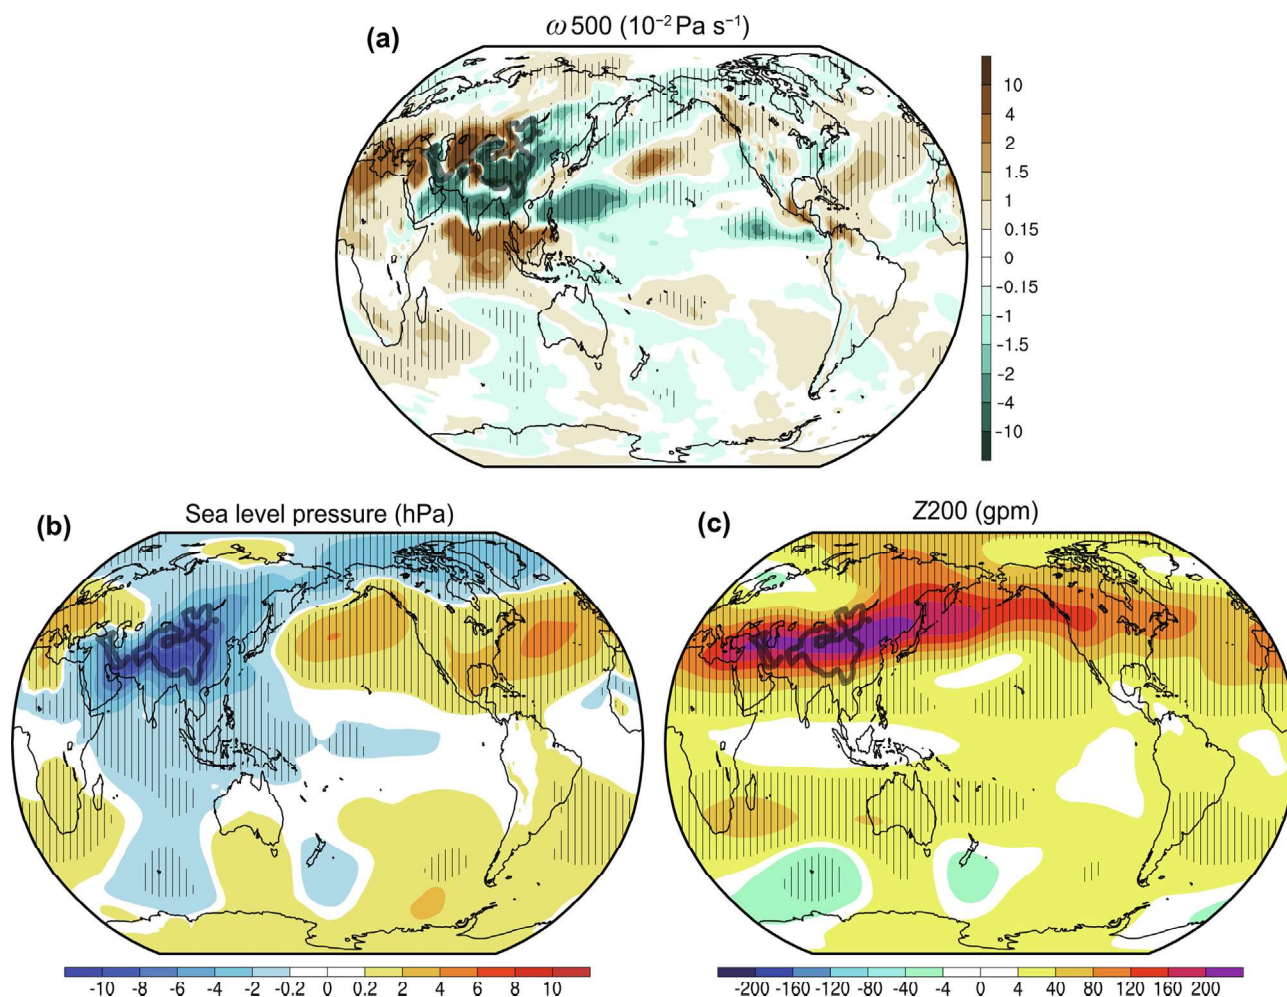 (a)
ω 500 (10⁻² Pa s⁻¹)
10
4
2
1.5
1
0.15
0
-0.15
-1
-1.5
-2
-4
-10
(b)
Sea level pressure (hPa)
-10 -8 -6 -4 -2 -0.2 0 0.2 2 4 6 8 10
(c)
Z200 (gpm)
-200 -160 -120 -80 -40 -4 0 4 40 80 120 160 200